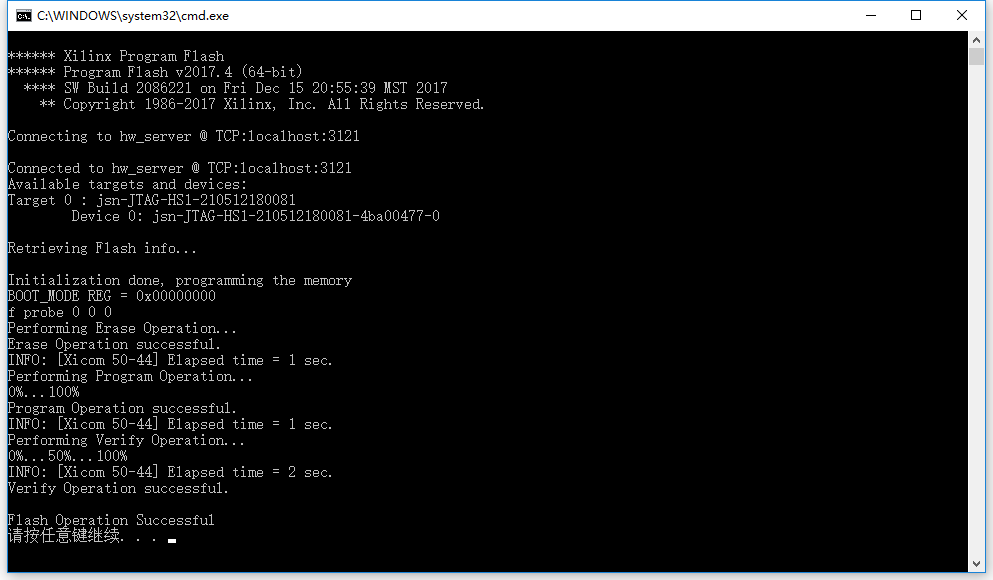 C:\WINDOWS\system32\cmd.exe
****** Xilinx Program Flash
****** Program Flash v2017.4 (64-bit)
**** SW Build 2086221 on Fri Dec 15 20:55:39 MST 2017
** Copyright 1986-2017 Xilinx, Inc. All Rights Reserved.
Connecting to hw_server @ TCP:localhost:3121
Connected to hw_server @ TCP:localhost:3121
Available targets and devices:
Target 0 : jsn-JTAG-HS1-210512180081
Device 0: jsn-JTAG-HS1-210512180081-4ba00477-0
Retrieving Flash info...
Initialization done, programming the memory
BOOT_MODE REG = 0x00000000
f probe 0 0 0
Performing Erase Operation...
Erase Operation successful.
INFO: [Xicom 50-44] Elapsed time = 1 sec.
Performing Program Operation...
0%...100%
Program Operation successful.
INFO: [Xicom 50-44] Elapsed time = 1 sec.
Performing Verify Operation...
0%...50%...100%
INFO: [Xicom 50-44] Elapsed time = 2 sec.
Verify Operation successful.
Flash Operation Successful
请按任意键继续. . .